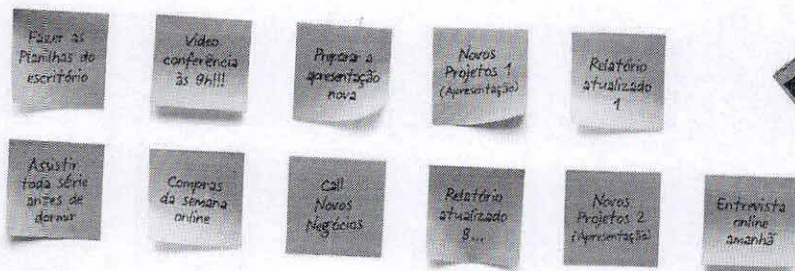 Fazer as
Planilhas do
escritório
Vídeo
conferência
às 9h!!!
Preparar a
apresentação
nova
Novos
Projetos 1
(Apresentação)
Relatório
atualizado
1
Assistir
toda série
antes de
dormir
Compras
da semana
online
Call
Novos
Negócios
Relatório
atualizado
8...
Novos
Projetos 2
(Apresentação)
Entrevista
online
amanhã